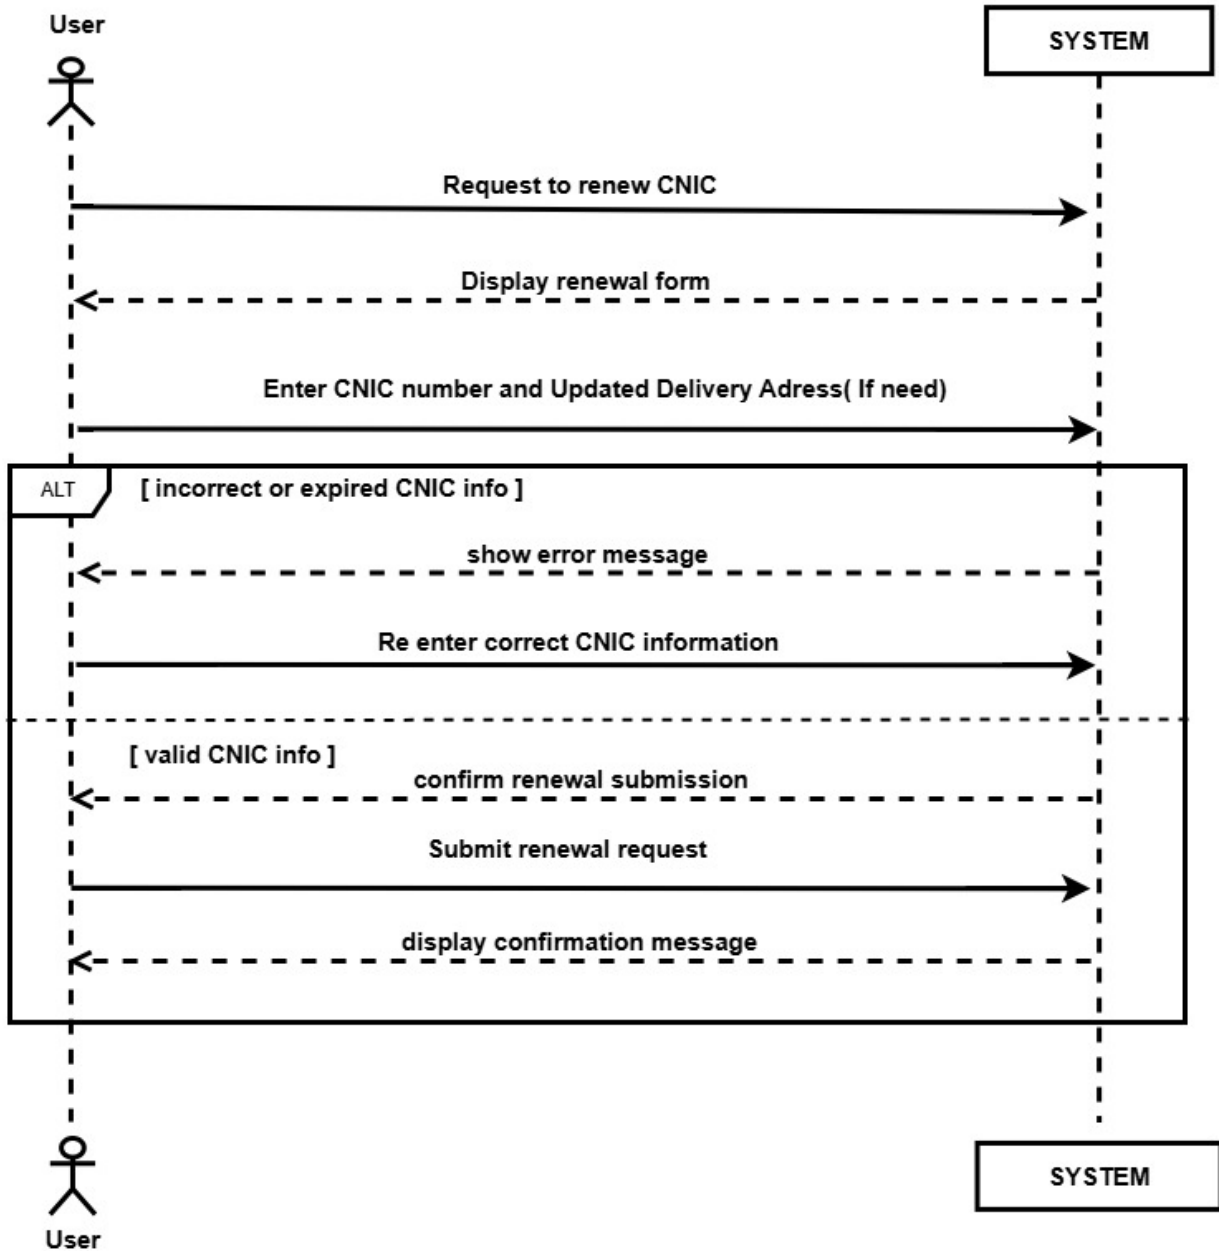 User
SYSTEM
Request to renew CNIC
Display renewal form
Enter CNIC number and Updated Delivery Adress( If need)
ALT
[ incorrect or expired CNIC info ]
show error message
Re enter correct CNIC information
[ valid CNIC info ]
confirm renewal submission
Submit renewal request
display confirmation message
SYSTEM
User